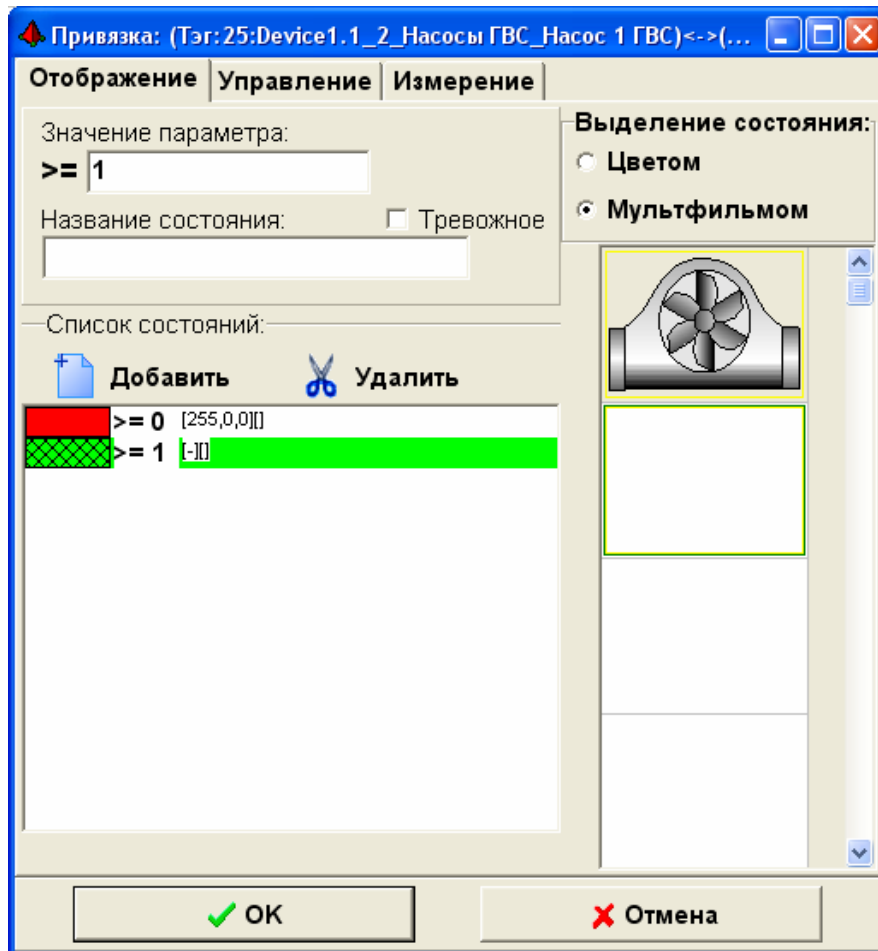 Привязка: (Тэг:25:Device1.1_2_Насосы ГВС_Насос 1 ГВС)<->(...
Отображение Управление Измерение
Значение параметра:
>= 1
Название состояния: Тревожное
Выделение состояния:
Цветом
Мультфильмом
Список состояний:
Добавить Удалить
>= 0 [255,0,0][]
>= 1 [-][]
OK Отмена